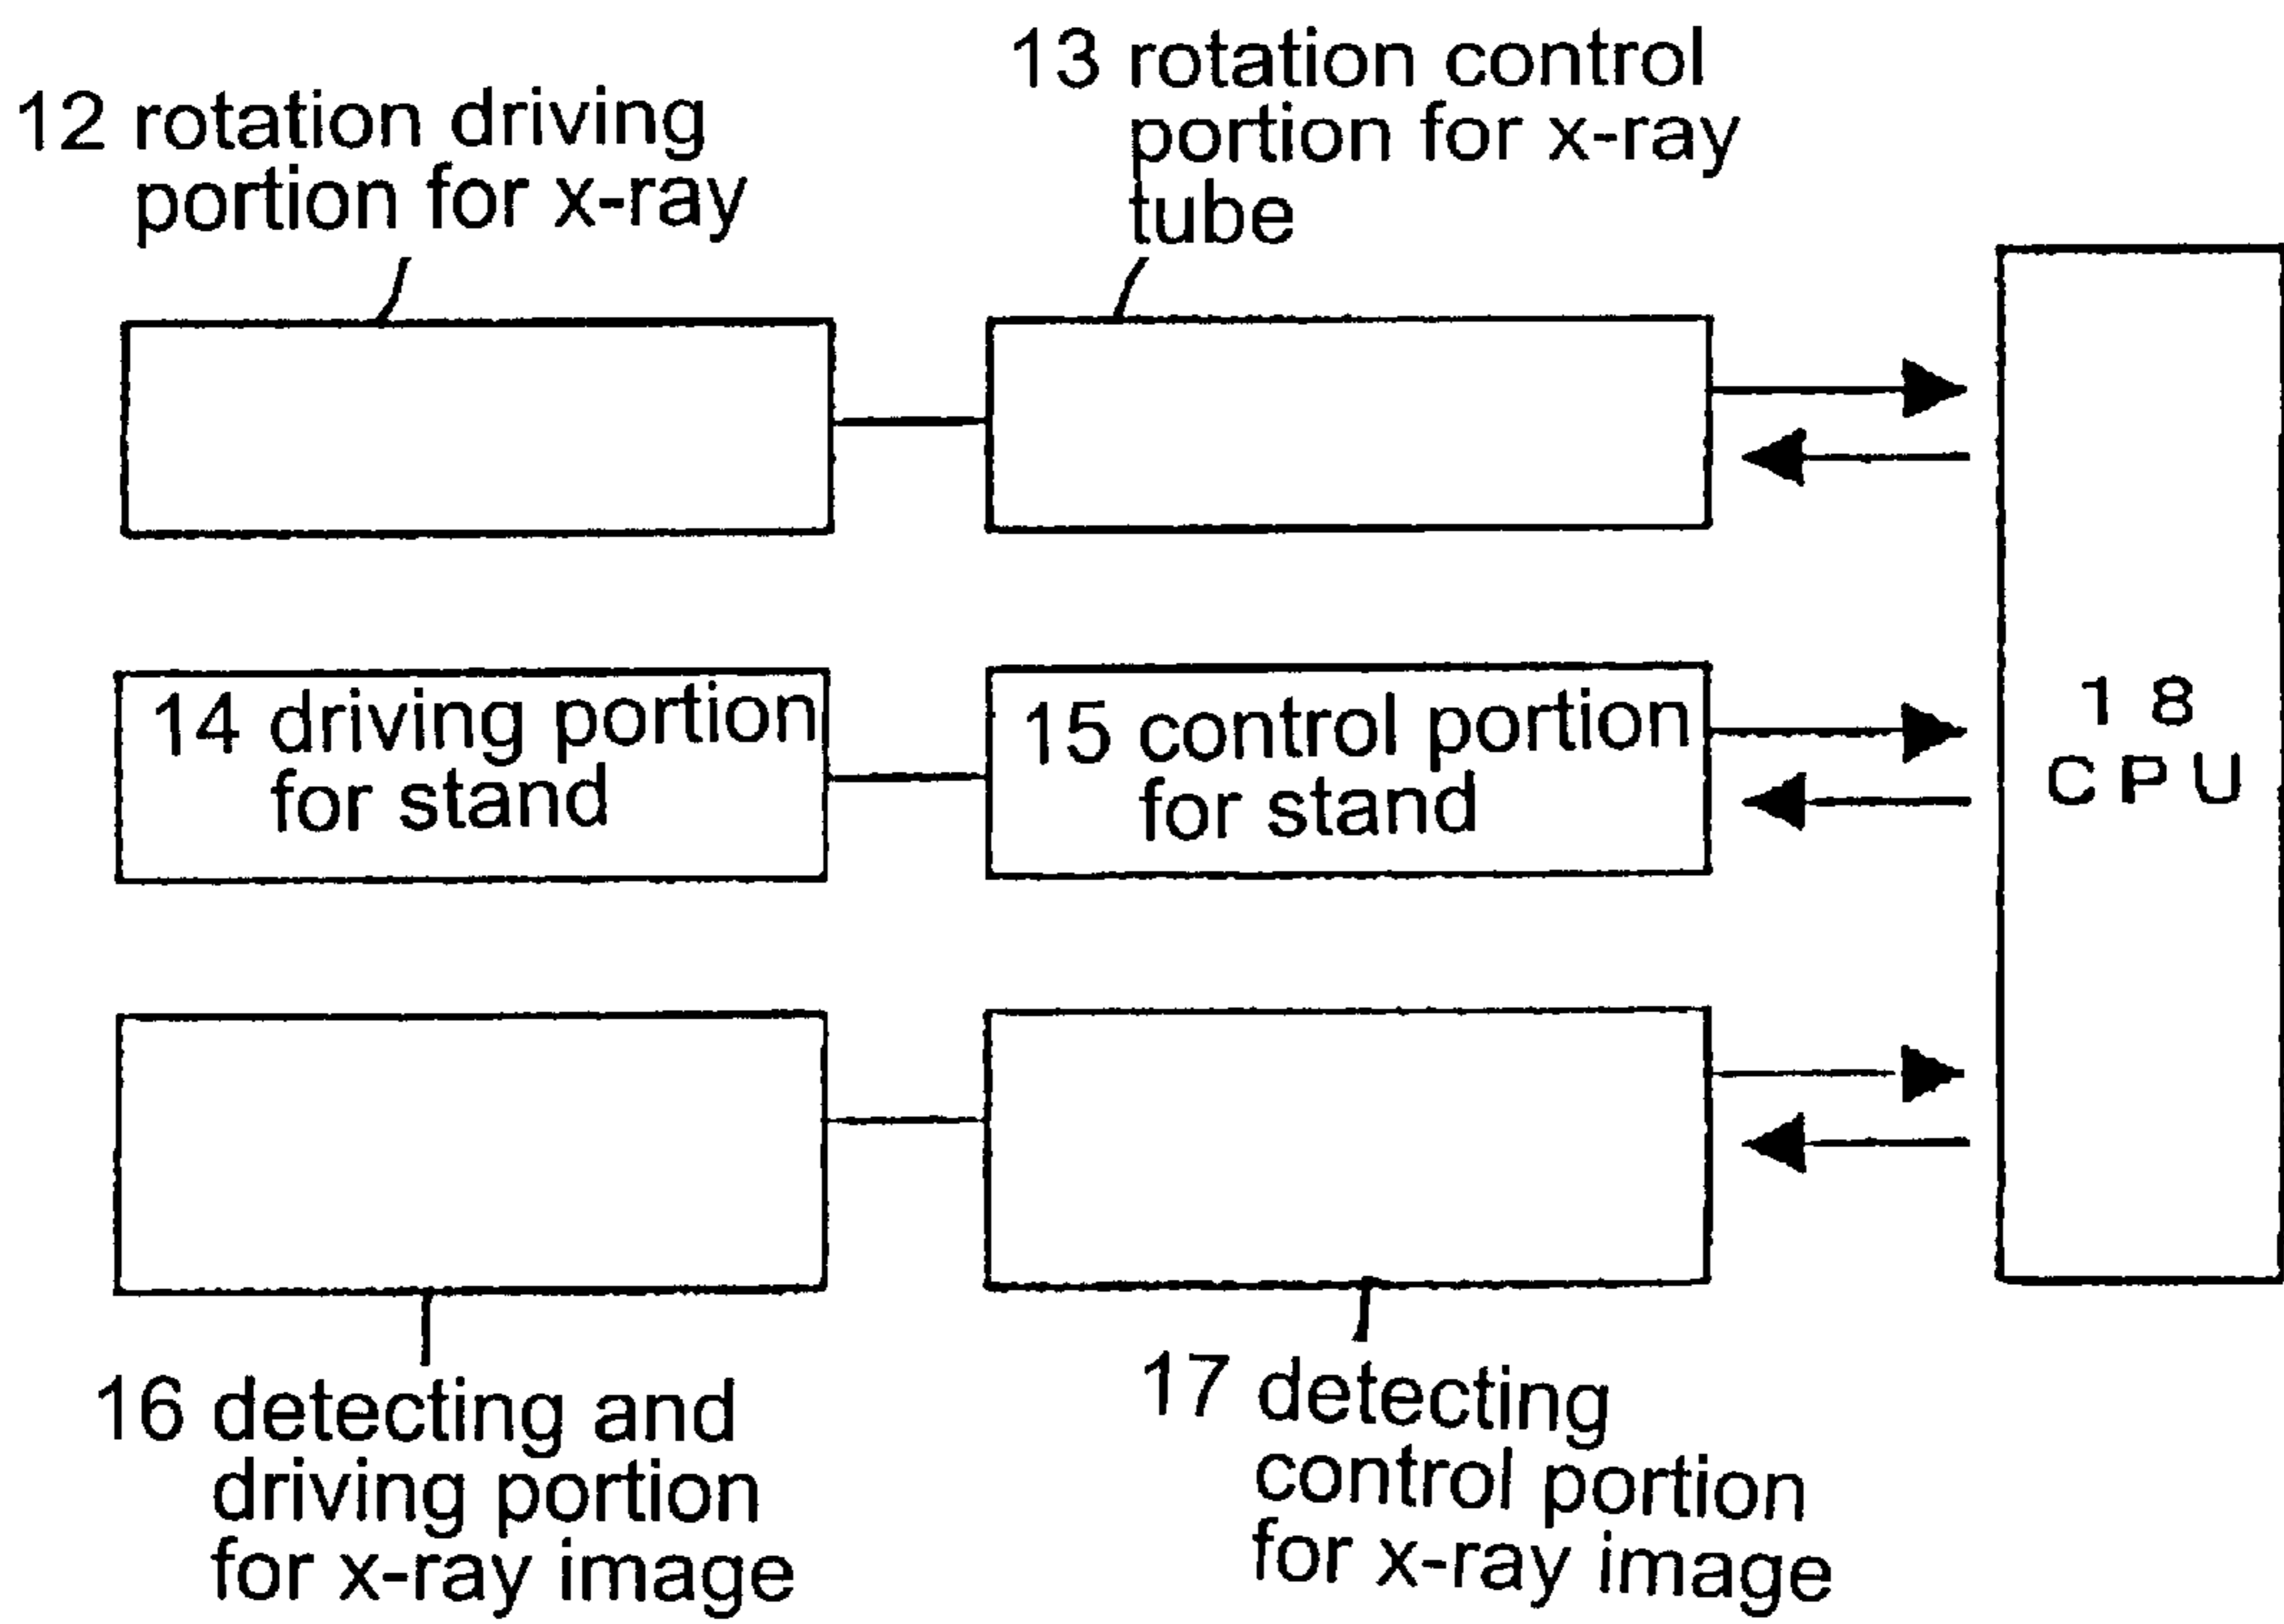 12 rotation driving
portion for x-ray
13 rotation control
portion for x-ray
tube
14 driving portion
for stand
15 control portion
for stand
18
CPU
16 detecting and
driving portion
for x-ray image
17 detecting
control portion
for x-ray image